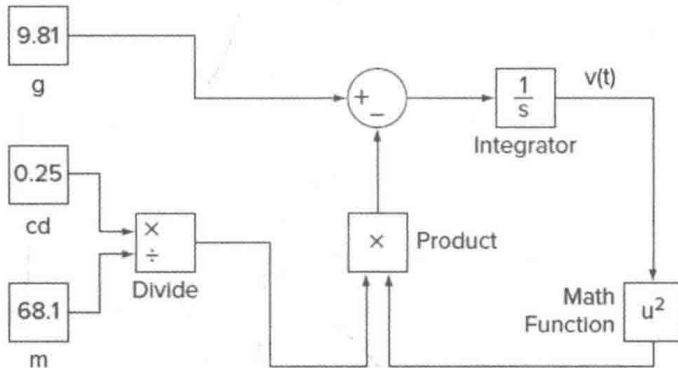 9.81
g
+
−
1
s
Integrator
v(t)
0.25
cd
×
÷
Divide
×
Product
68.1
m
Math
Function
u²